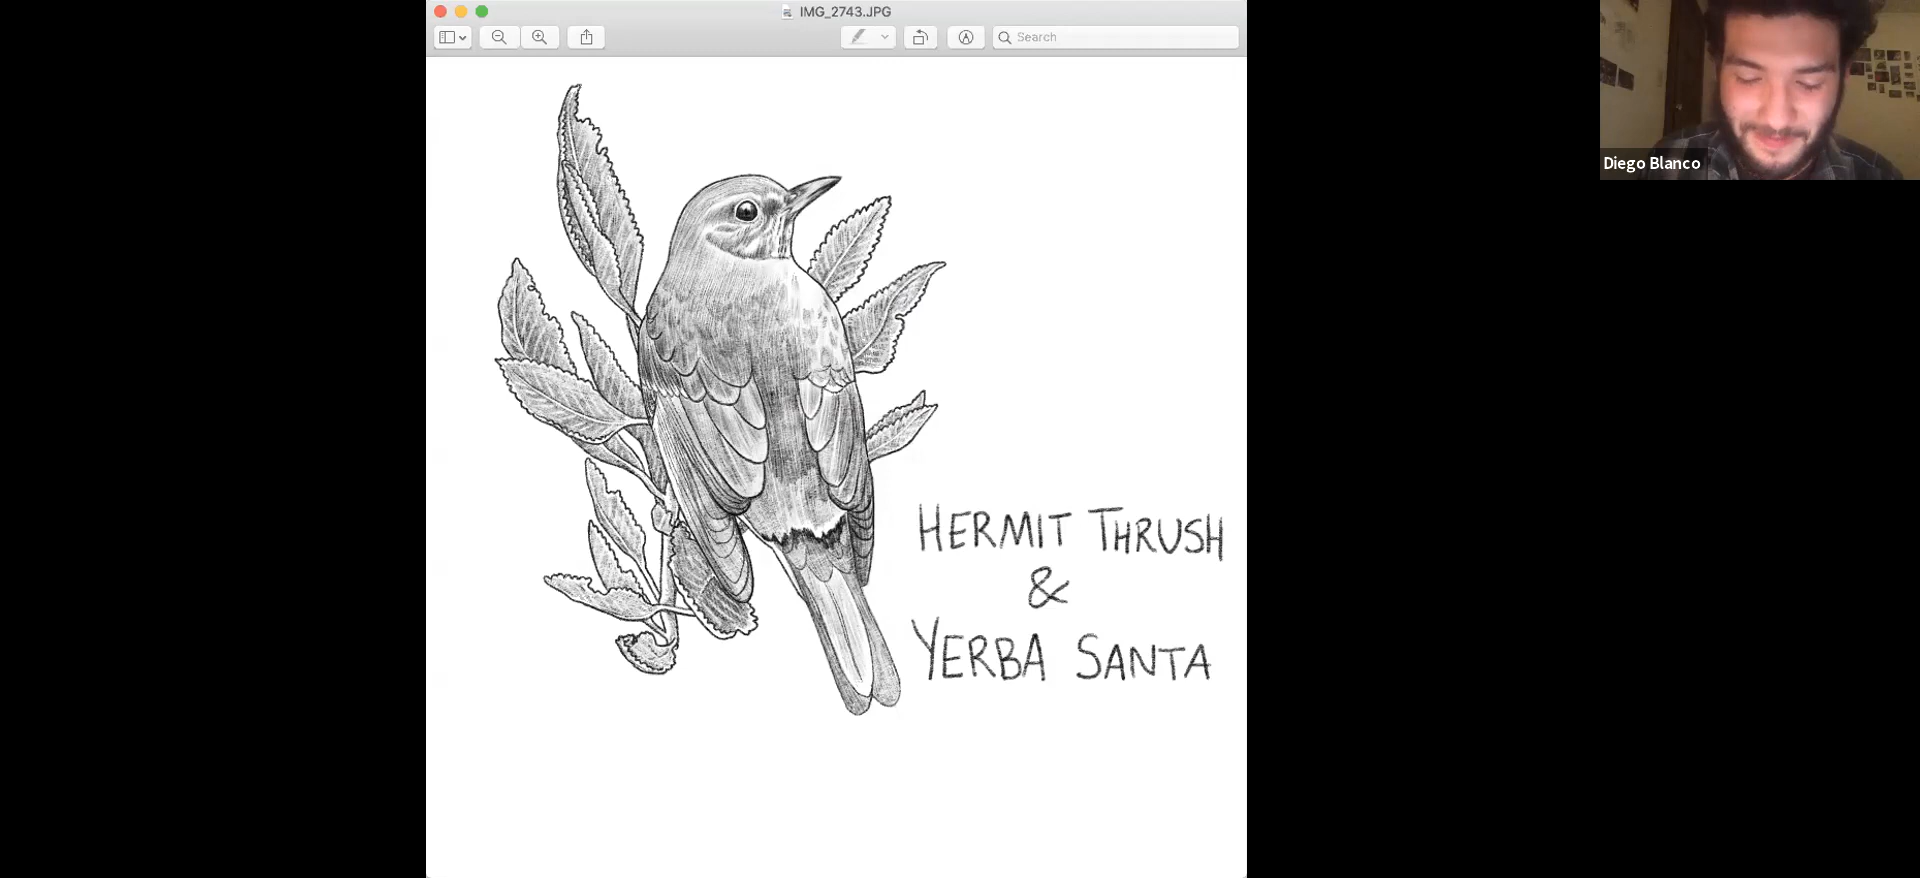 IMG_2743.JPG
Search
Diego Blanco
HERMIT THRUSH
&
YERBA SANTA